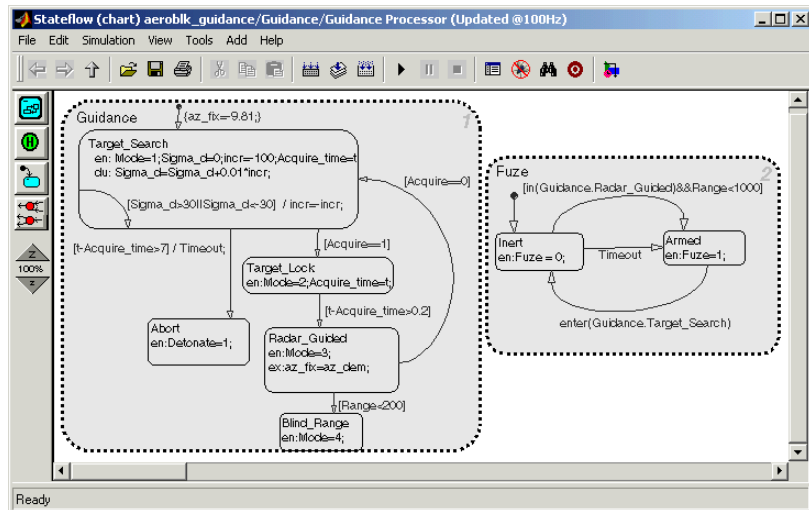 Stateflow (chart) aeroblk_guidance/Guidance/Guidance Processor (Updated @100Hz)
File Edit Simulation View Tools Add Help
Guidance
{az_fix=-9.81;}
1
Target_Search
en: Mode=1;Sigma_d=0;incr=-100;Acquire_time=t
du: Sigma_d=Sigma_d+0.01*incr;
[Acquire==0]
[Sigma_d>30||Sigma_d<-30] / incr=-incr;
[t-Acquire_time>7] / Timeout;
[Acquire==1]
Target_Lock
en:Mode=2;Acquire_time=t;
[t-Acquire_time>0.2]
Abort
en:Detonate=1;
Radar_Guided
en:Mode=3;
ex:az_fix=az_dem;
[Range<200]
Blind_Range
en:Mode=4;
Fuze
2
[in(Guidance.Radar_Guided)&&Range<1000]
Inert
en:Fuze = 0;
Timeout
Armed
en:Fuze=1;
enter(Guidance.Target_Search)
Z
100%
z
Ready